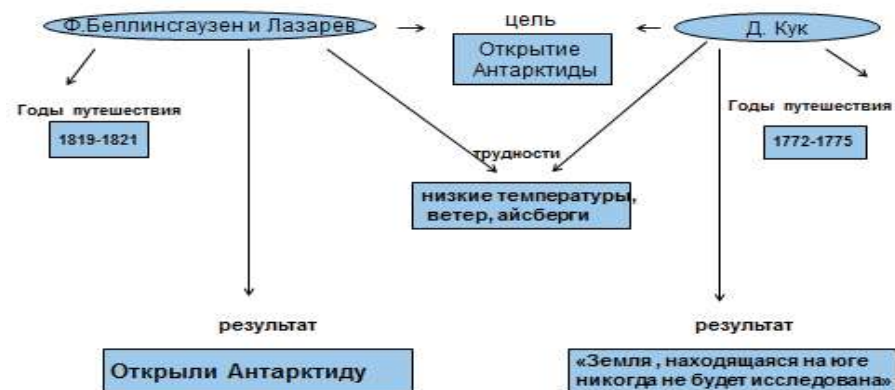 цель
Ф.Беллинсгаузен и Лазарев
Д. Кук
Открытие
Антарктиды
Годы путешествия
1819-1821
Годы путешествия
1772-1775
трудности
низкие температуры,
ветер, айсберги
результат
результат
Открыли Антарктиду
«Земля , находящаяся на юге
никогда не будет исследована»